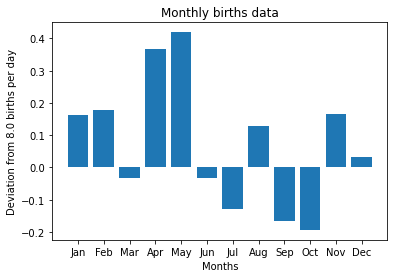 Monthly births data
Deviation from 8.0 births per day
0.4
0.3
0.2
0.1
0.0
−0.1
−0.2
Jan Feb Mar Apr May Jun Jul Aug Sep Oct Nov Dec
Months